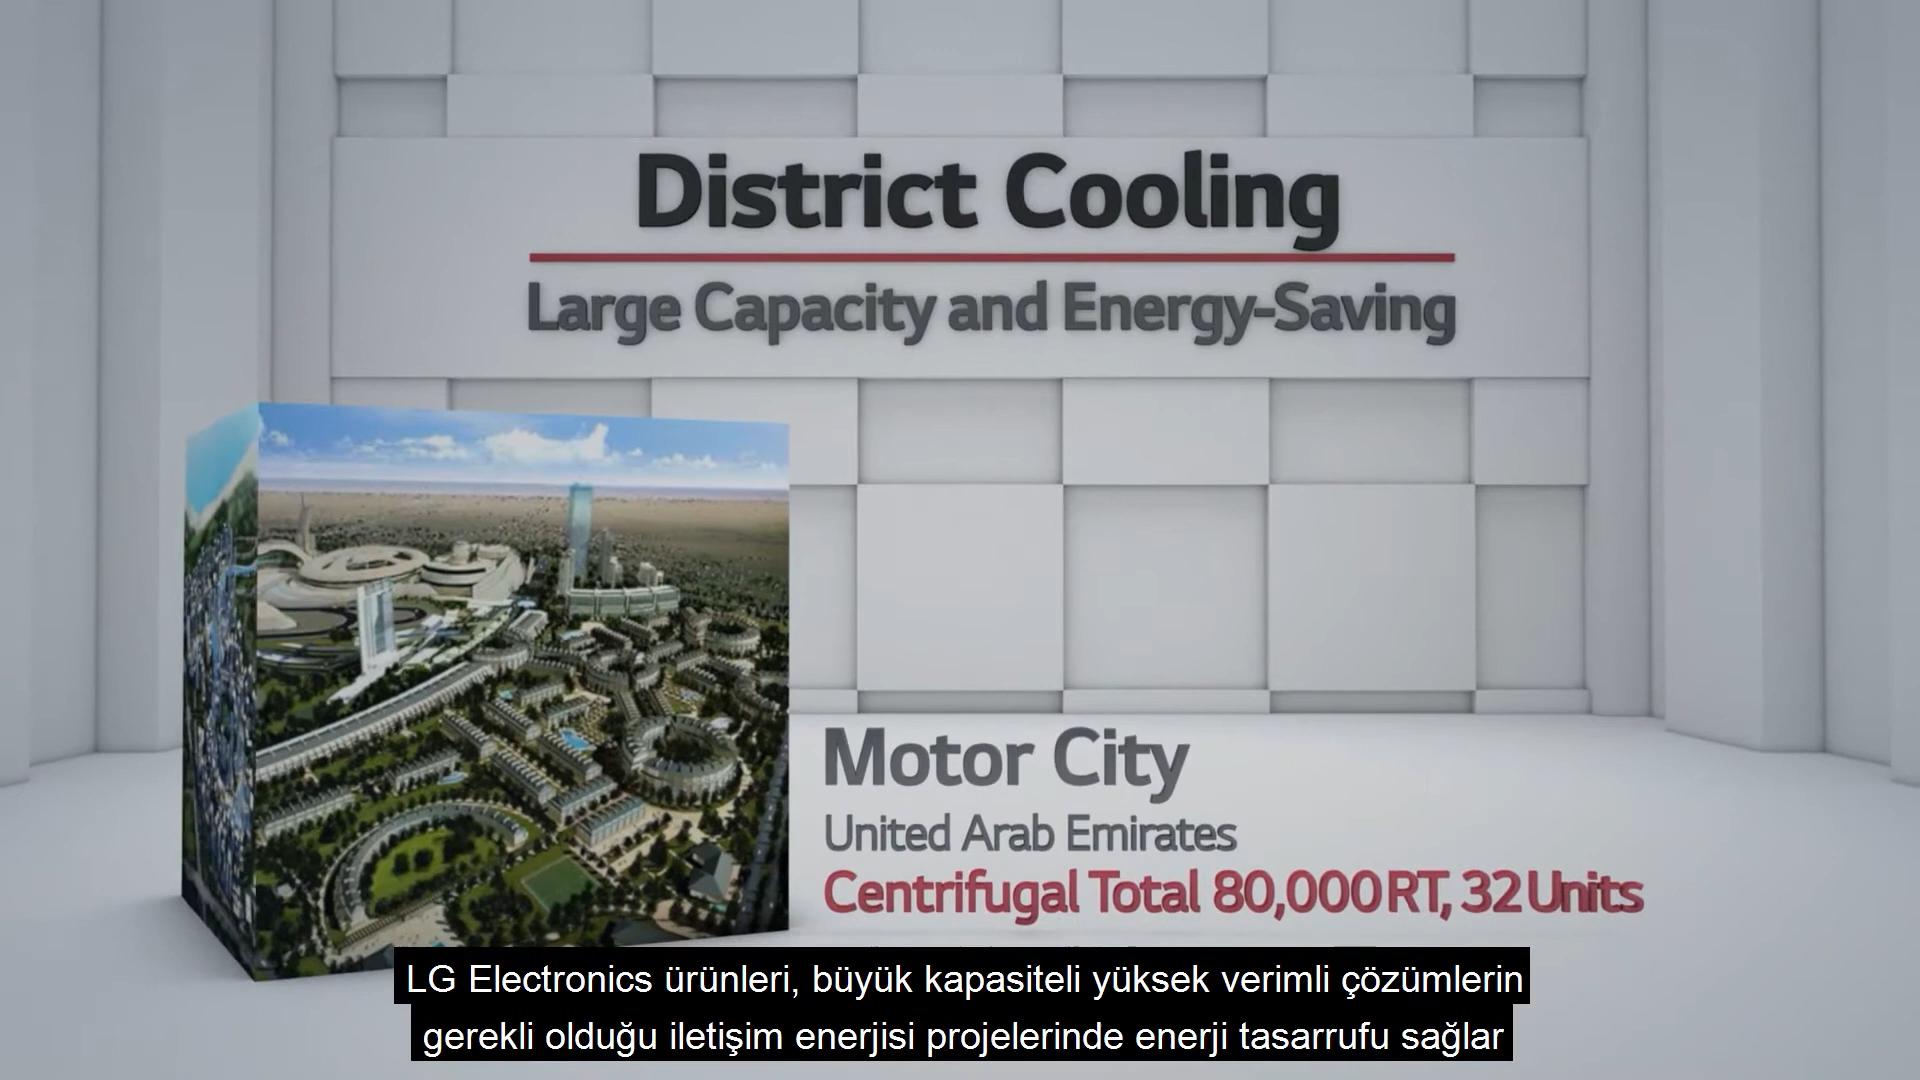 District Cooling
Large Capacity and Energy-Saving
Motor City
United Arab Emirates
Centrifugal Total 80,000 RT, 32 Units
LG Electronics ürünleri, büyük kapasiteli yüksek verimli çözümlerin
gerekli olduğu iletişim enerjisi projelerinde enerji tasarrufu sağlar